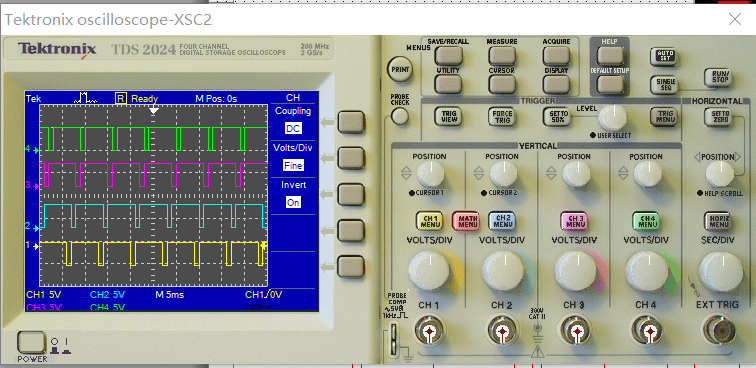 Tektronix oscilloscope-XSC2
Tektronix TDS 2024 FOUR CHANNEL DIGITAL STORAGE OSCILLOSCOPE 200 MHz 2 GS/s
Tek R Ready M Pos: 0s CH
Coupling
DC
Volts/Div
Fine
Invert
On
4
3
2
1
CH1 5V CH2 5V M 5ms CH1/0V
CH3 5V CH4 5V
POWER
PRINT
PROBE CHECK
MENUS
SAVE/RECALL MEASURE ACQUIRE
UTILITY CURSOR DISPLAY
HELP
DEFAULT SETUP
AUTO SET
SINGLE SEQ
RUN/STOP
TRIGGER
TRIG VIEW FORCE TRIG SET TO 50% LEVEL TRIG MENU
USER SELECT
HORIZONTAL
SET TO ZERO
VERTICAL
POSITION POSITION POSITION POSITION POSITION
CURSOR 1 CURSOR 2 HELP SCROLL
CH 1 MENU MATH MENU CH 2 MENU CH 3 MENU CH 4 MENU HORIZ MENU
VOLTS/DIV VOLTS/DIV VOLTS/DIV VOLTS/DIV SEC/DIV
PROBE COMP
~5V
1kHz
CH 1 CH 2 300V CAT II CH 3 CH 4 EXT TRIG